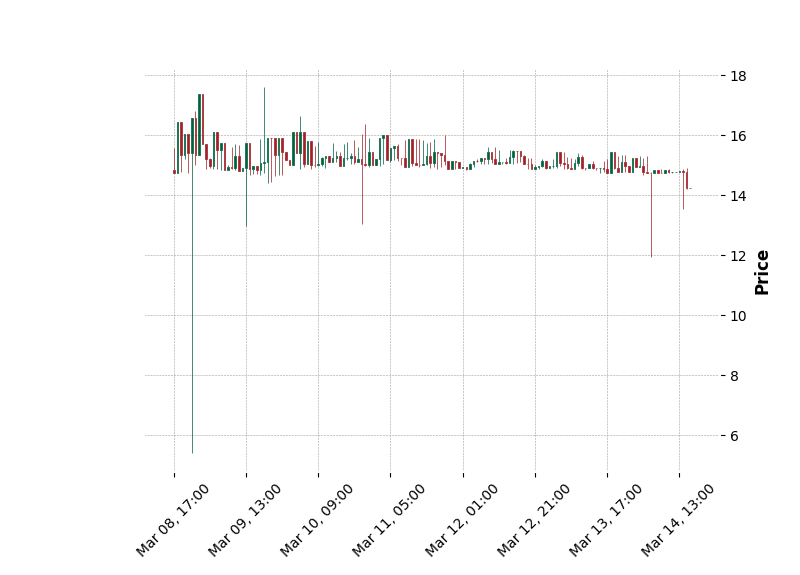 18
16
14
12
10
8
6
Price
Mar 08, 17:00
Mar 09, 13:00
Mar 10, 09:00
Mar 11, 05:00
Mar 12, 01:00
Mar 12, 21:00
Mar 13, 17:00
Mar 14, 13:00